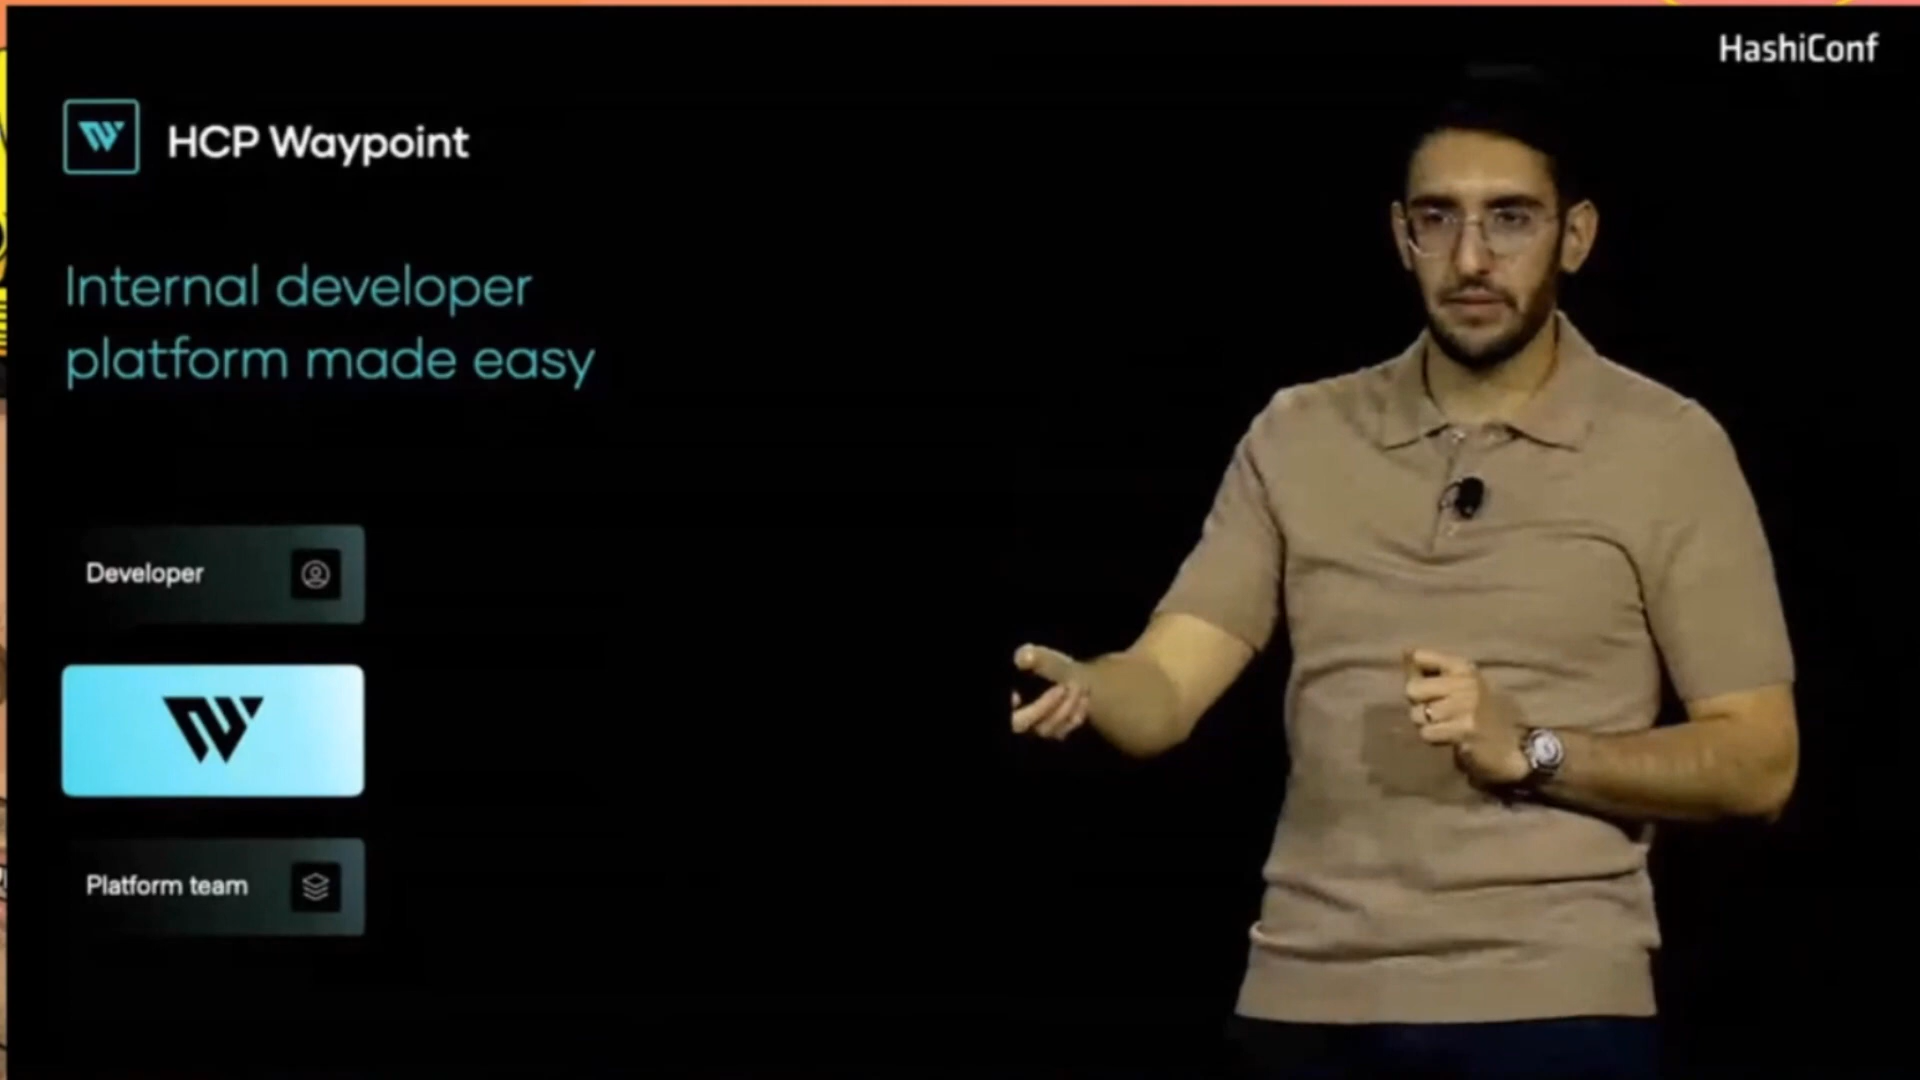 HashiConf
HCP Waypoint
Internal developer
platform made easy
Developer
Platform team